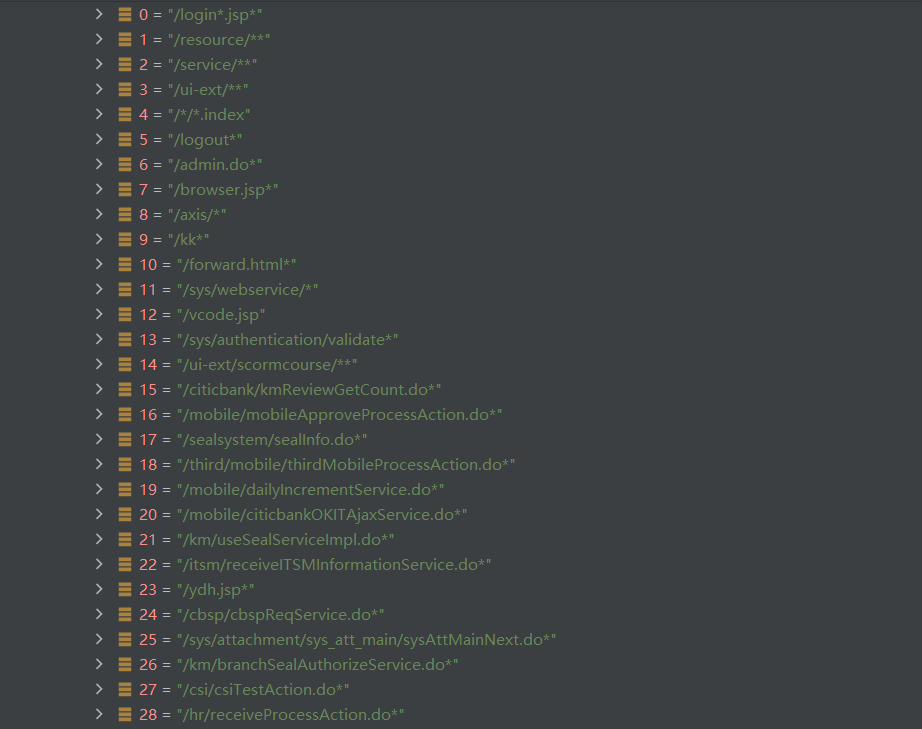 0 = "/login*.jsp*"
1 = "/resource/**"
2 = "/service/**"
3 = "/ui-ext/**"
4 = "/*/*.index"
5 = "/logout*"
6 = "/admin.do*"
7 = "/browser.jsp*"
8 = "/axis/*"
9 = "/kk*"
10 = "/forward.html*"
11 = "/sys/webservice/*"
12 = "/vcode.jsp"
13 = "/sys/authentication/validate*"
14 = "/ui-ext/scormcourse/**"
15 = "/citicbank/kmReviewGetCount.do*"
16 = "/mobile/mobileApproveProcessAction.do*"
17 = "/sealsystem/sealInfo.do*"
18 = "/third/mobile/thirdMobileProcessAction.do*"
19 = "/mobile/dailyIncrementService.do*"
20 = "/mobile/citicbankOKITAjaxService.do*"
21 = "/km/useSealServiceImpl.do*"
22 = "/itsm/receiveITSMInformationService.do*"
23 = "/ydh.jsp*"
24 = "/cbsp/cbspReqService.do*"
25 = "/sys/attachment/sys_att_main/sysAttMainNext.do*"
26 = "/km/branchSealAuthorizeService.do*"
27 = "/csi/csiTestAction.do*"
28 = "/hr/receiveProcessAction.do*"